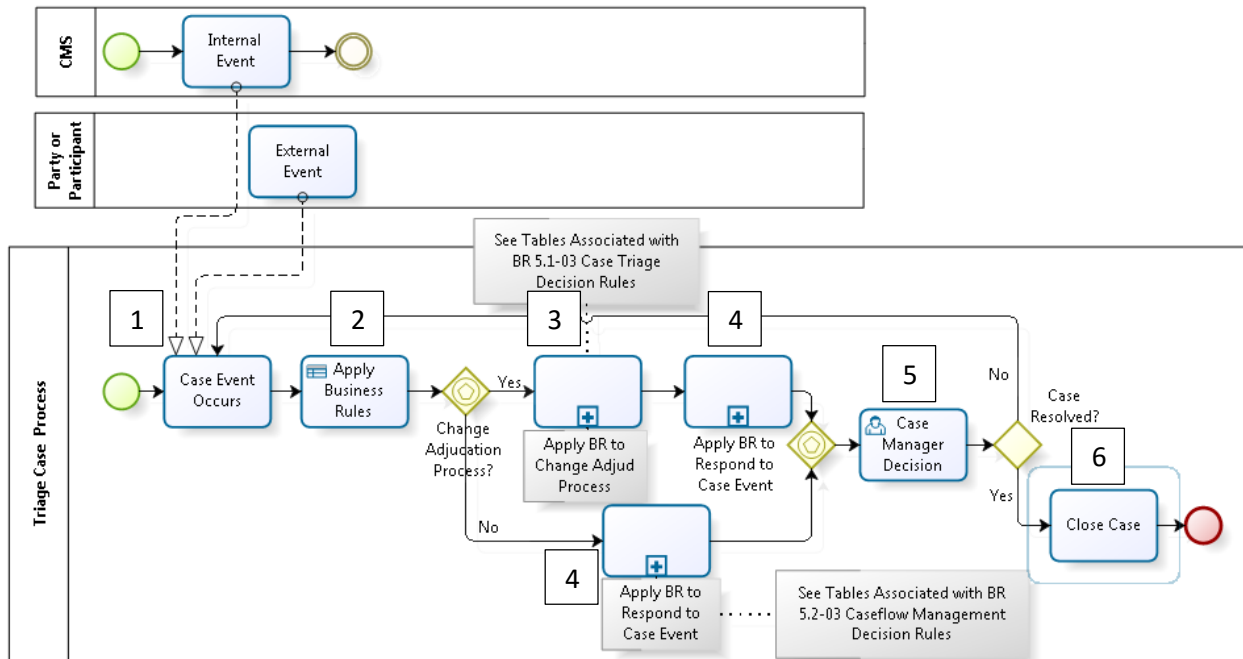 CMS
Internal
Event
Party or
Participant
External
Event
See Tables Associated with
BR 5.1-03 Case Triage
Decision Rules
Triage Case Process
1
2
3
4
5
6
Case Event
Occurs
Apply
Business
Rules
Change
Adjucation
Process?
Yes
No
Apply BR to
Change Adjud
Process
Apply BR to
Respond to
Case Event
4
Apply BR to
Respond to
Case Event
See Tables Associated with BR
5.2-03 Caseflow Management
Decision Rules
Case
Manager
Decision
No
Case
Resolved?
Yes
Close Case